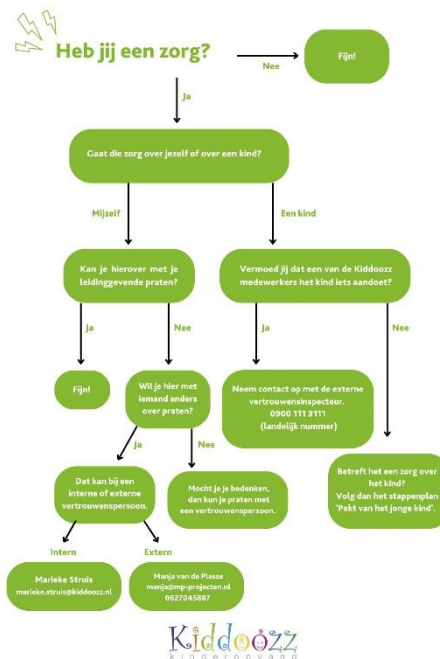 Heb jij een zorg?
Nee
Fijn!
Ja
Gaat die zorg over jezelf of over een kind?
Mijzelf
Een kind
Kan je hierover met je
leidinggevende praten?
Vermoed jij dat een van de Kiddoozz
medewerkers het kind iets aandoet?
Ja
Nee
Ja
Nee
Fijn!
Wil je hier met
iemand anders
over praten?
Neem contact op met de externe
vertrouwensinspecteur.
0900 111 3111
(landelijk nummer)
Ja
Nee
Dat kan bij een
interne of externe
vertrouwenspersoon.
Mocht je je bedenken,
dan kun je praten met
een vertrouwenspersoon.
Betreft het een zorg over
het kind?
Volg dan het stappenplan
'Pakt van het jonge kind'.
Intern
Extern
Marieke Struis
marieke.struis@kiddoozz.nl
Manja van de Plasse
manja@mp-projecten.nl
0627045887
Kiddoozz
kinderopvang